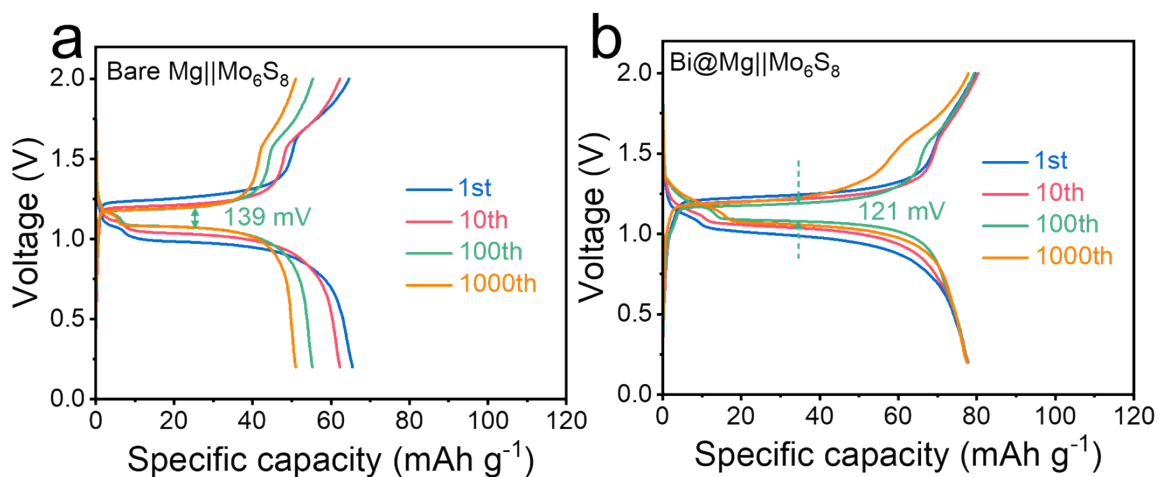 a
Bare Mg||Mo₆S₈
2.0
1.5
1.0
0.5
0.0
Voltage (V)
139 mV
1st
10th
100th
1000th
0 20 40 60 80 100 120
Specific capacity (mAh g⁻¹)
b
Bi@Mg||Mo₆S₈
2.0
1.5
1.0
0.5
0.0
Voltage (V)
121 mV
1st
10th
100th
1000th
0 20 40 60 80 100 120
Specific capacity (mAh g⁻¹)